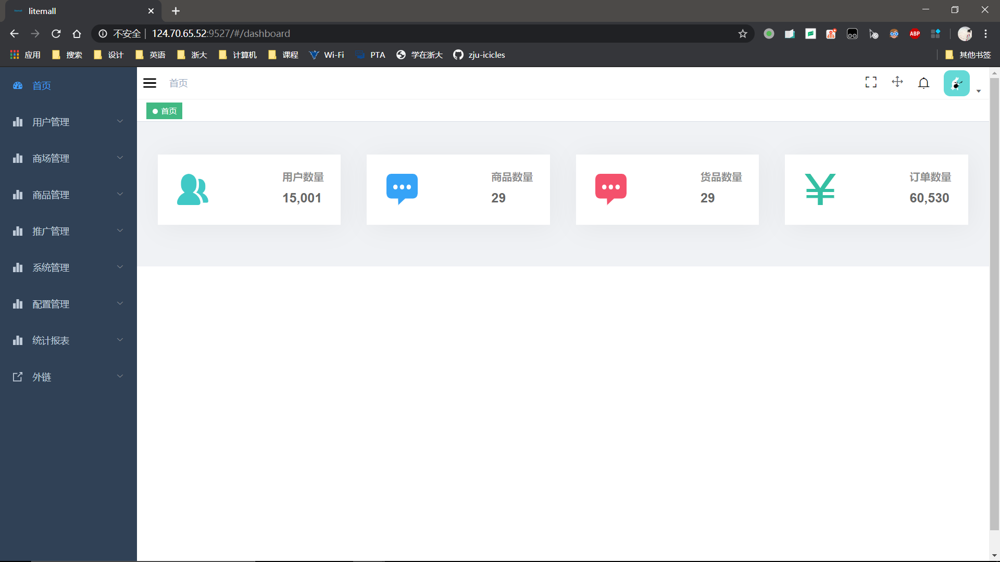 litemall
不安全 124.70.65.52:9527/#/dashboard
ABP
应用 搜索 设计 英语 浙大 计算机 课程 Wi-Fi PTA 学在浙大 zju-icicles 其他书签
首页
用户管理
商场管理
商品管理
推广管理
系统管理
配置管理
统计报表
外链
首页
首页
用户数量
15,001
商品数量
29
货品数量
29
订单数量
60,530